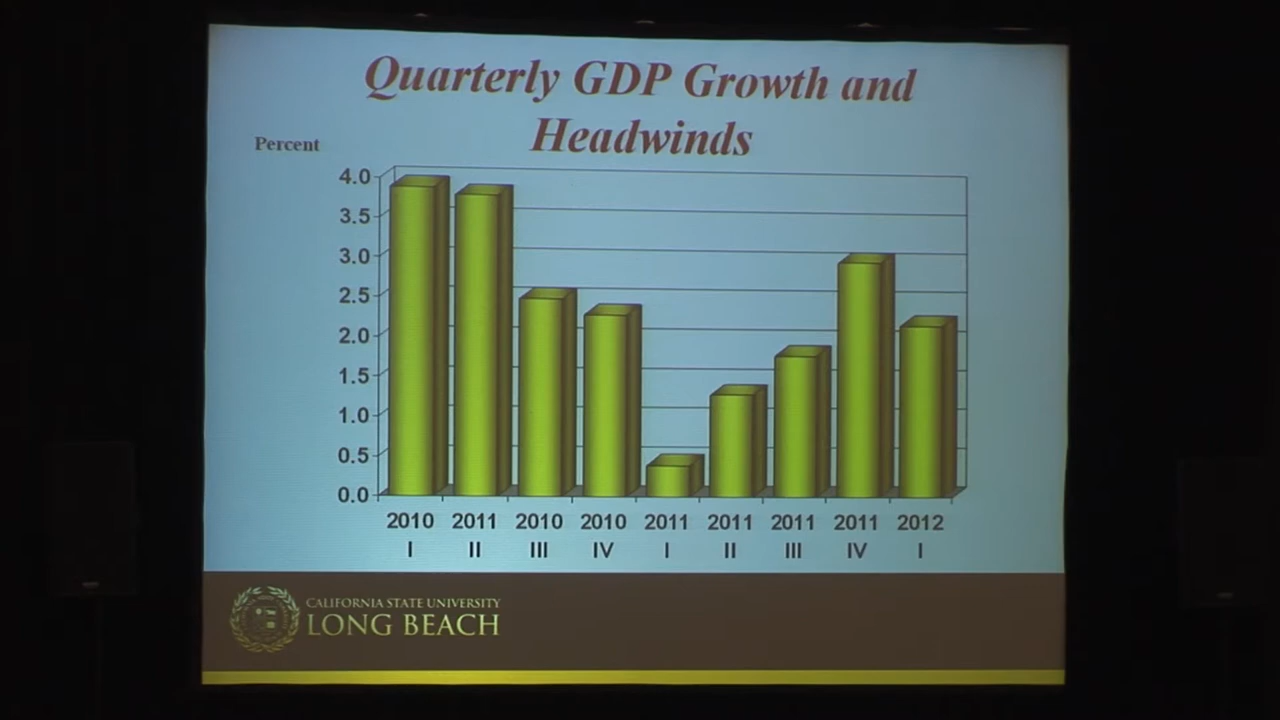 Quarterly GDP Growth and
Headwinds
Percent
4.0
3.5
3.0
2.5
2.0
1.5
1.0
0.5
0.0
2010 2011 2010 2010 2011 2011 2011 2011 2012
I II III IV I II III IV I
CALIFORNIA STATE UNIVERSITY
LONG BEACH